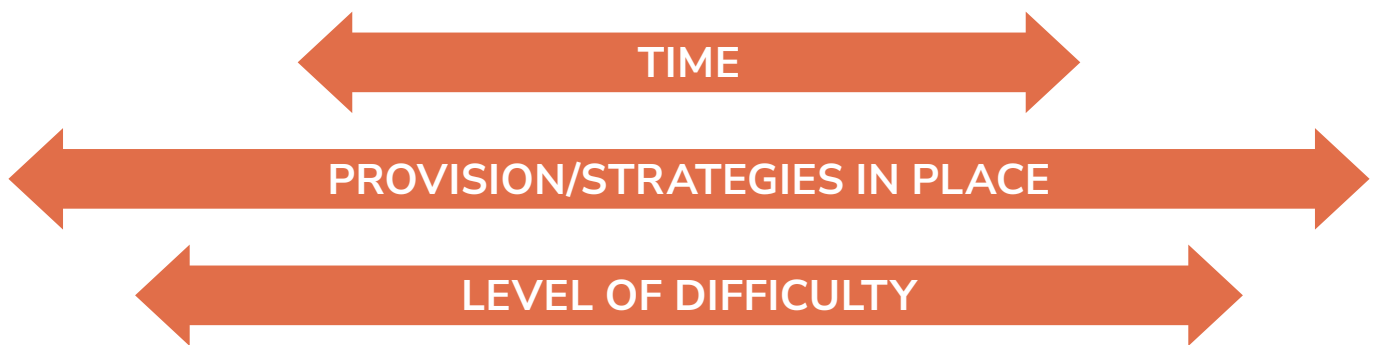 TIME
PROVISION/STRATEGIES IN PLACE
LEVEL OF DIFFICULTY